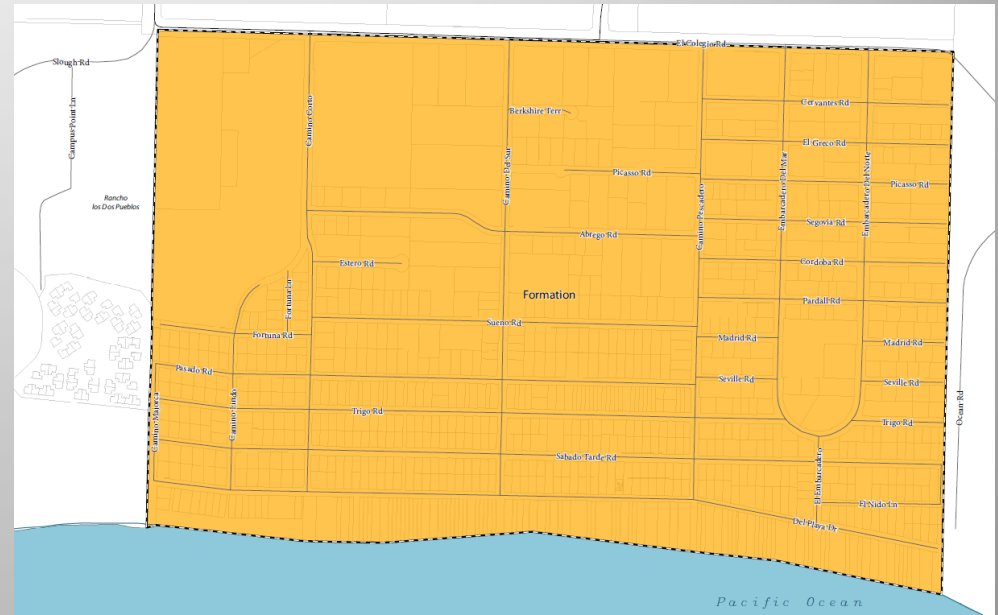 El Colegio Rd
Slough Rd
Campus Point Ln
Camino Corto
Berkshire Terr
Cervantes Rd
El Greco Rd
Camino Del Sur
Picasso Rd
Embarcadero Del Mar
Embarcadero Del Norte
Picasso Rd
Rancho
los Dos Pueblos
Camino Pescadero
Segovia Rd
Abrego Rd
Cordoba Rd
Estero Rd
Fortuna Ln
Formation
Pardall Rd
Sueno Rd
Fortuna Rd
Madrid Rd
Madrid Rd
Pasado Rd
Seville Rd
Seville Rd
Camino Majorca
Camino Lindo
Trigo Rd
Trigo Rd
Ocean Rd
Sabado Tarde Rd
El Embarcadero
El Nido Ln
Del Playa Dr
Pacific Ocean